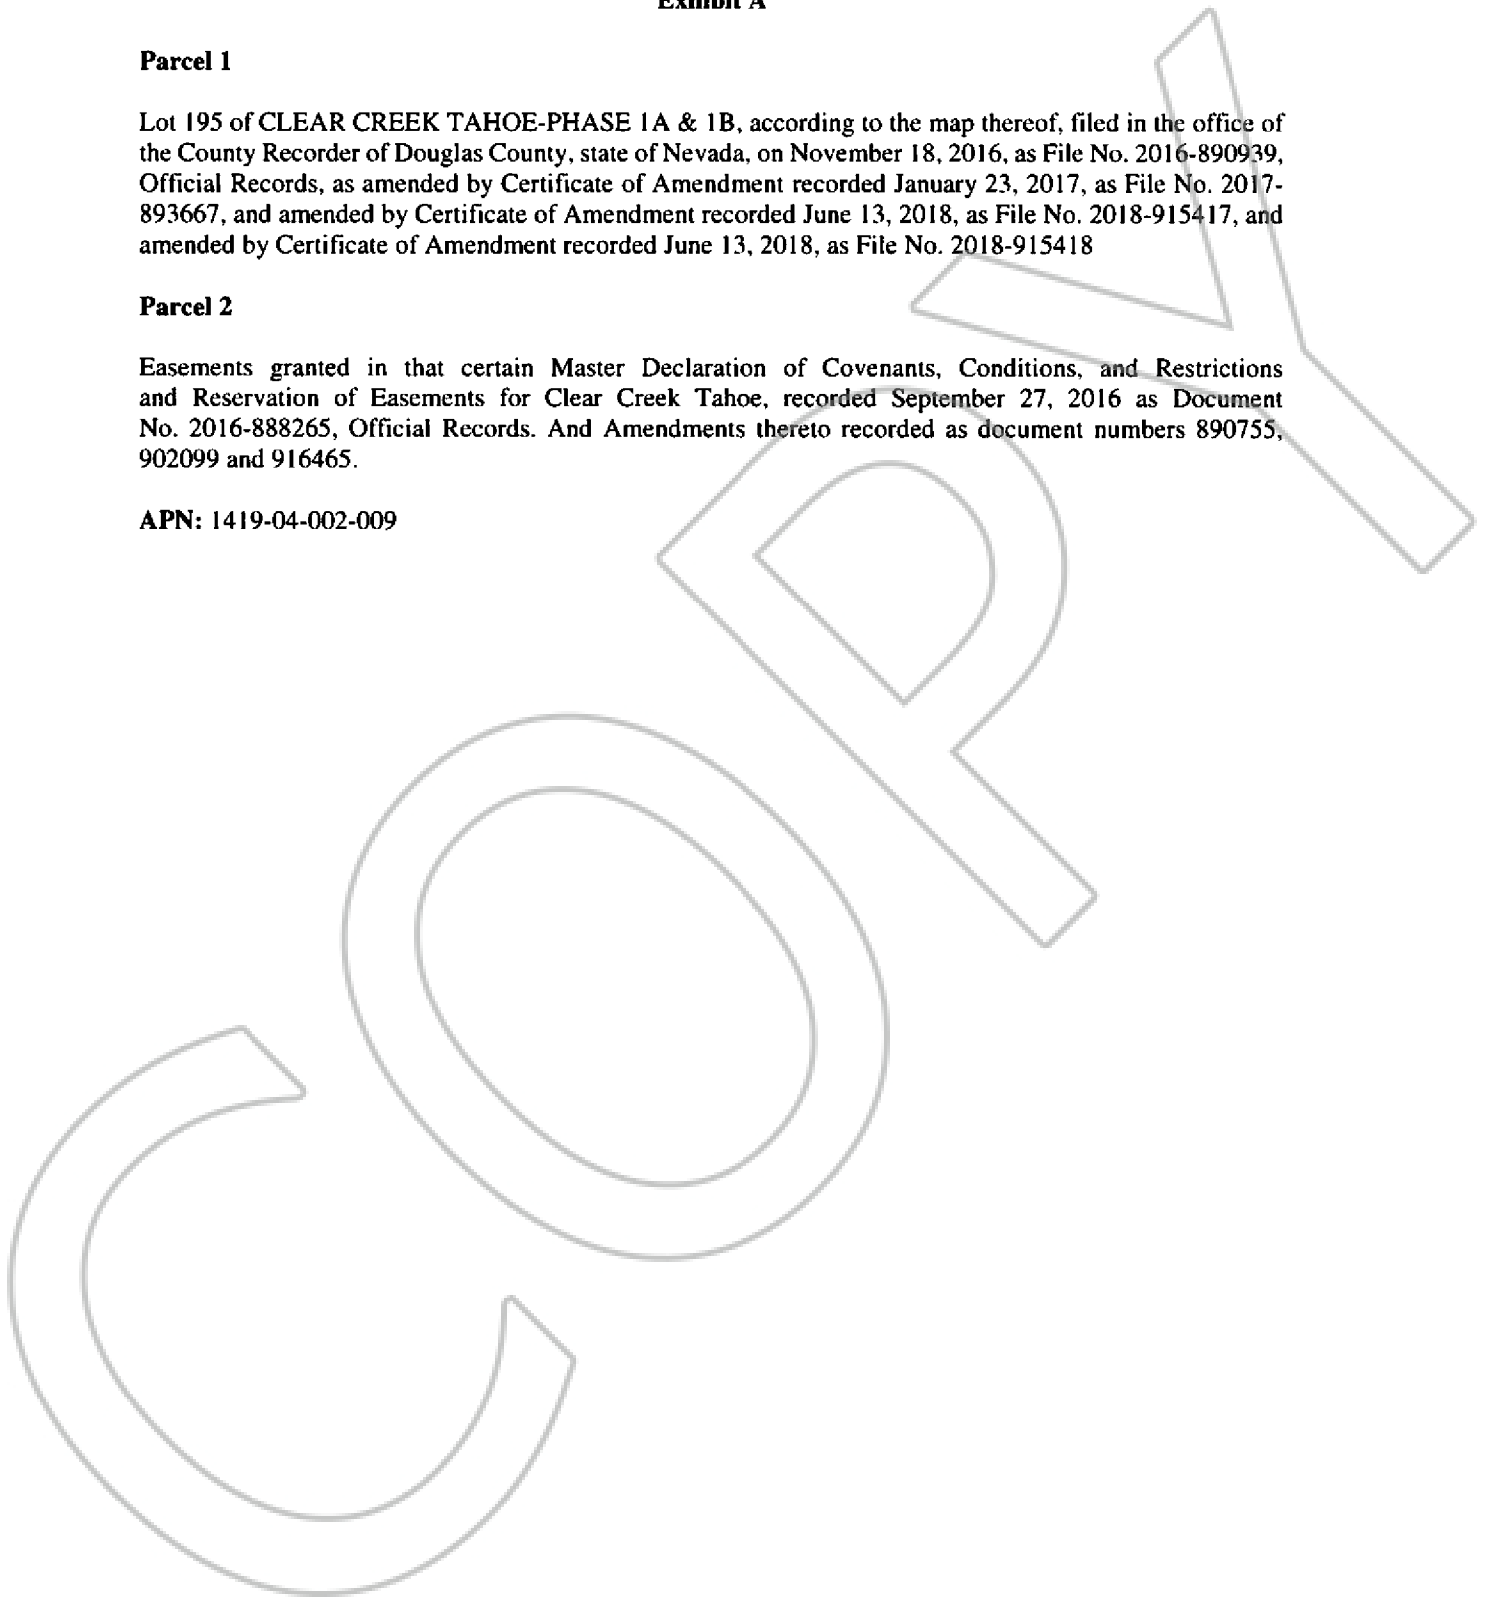 Exhibit A
Parcel 1
Lot 195 of CLEAR CREEK TAHOE-PHASE 1A & 1B, according to the map thereof, filed in the office of
the County Recorder of Douglas County, state of Nevada, on November 18, 2016, as File No. 2016-890939,
Official Records, as amended by Certificate of Amendment recorded January 23, 2017, as File No. 2017-
893667, and amended by Certificate of Amendment recorded June 13, 2018, as File No. 2018-915417, and
amended by Certificate of Amendment recorded June 13, 2018, as File No. 2018-915418
Parcel 2
Easements granted in that certain Master Declaration of Covenants, Conditions, and Restrictions
and Reservation of Easements for Clear Creek Tahoe, recorded September 27, 2016 as Document
No. 2016-888265, Official Records. And Amendments thereto recorded as document numbers 890755,
902099 and 916465.
APN: 1419-04-002-009
COPY